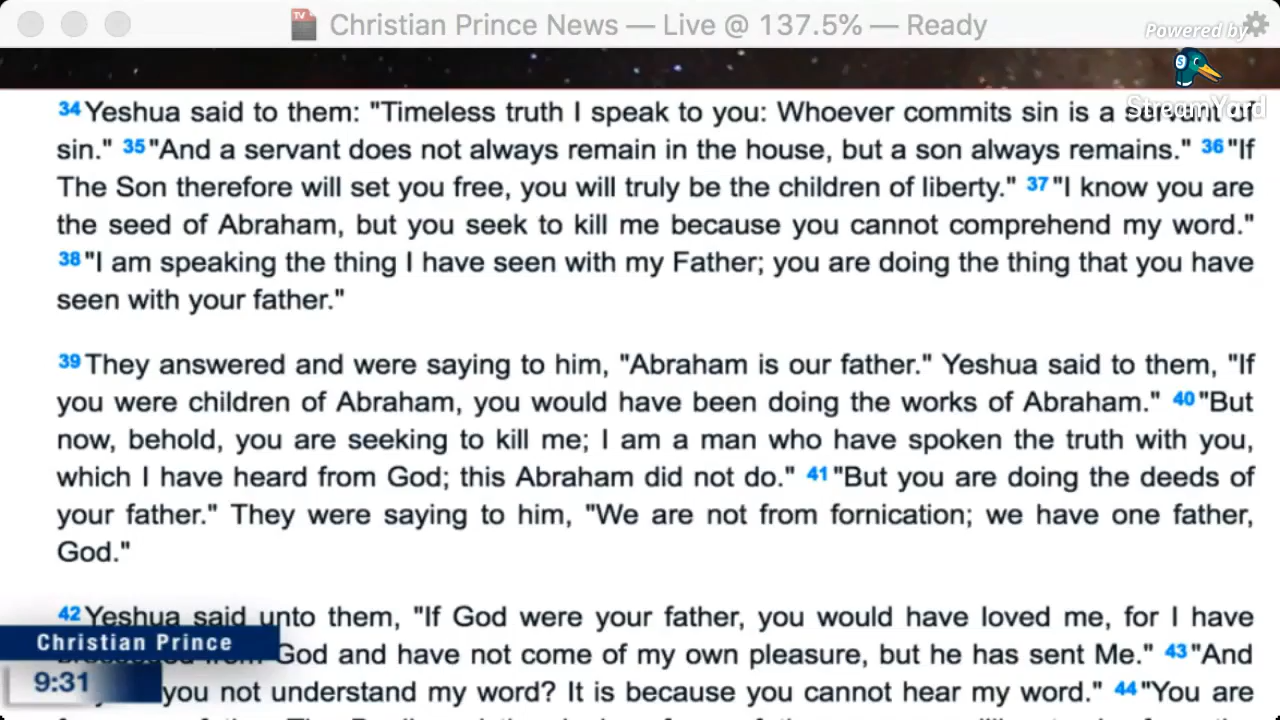 Christian Prince News — Live @ 137.5% — Ready
Powered by
StreamYard
34 Yeshua said to them: "Timeless truth I speak to you: Whoever commits sin is a servant of
sin." 35 "And a servant does not always remain in the house, but a son always remains." 36 "If
The Son therefore will set you free, you will truly be the children of liberty." 37 "I know you are
the seed of Abraham, but you seek to kill me because you cannot comprehend my word."
38 "I am speaking the thing I have seen with my Father; you are doing the thing that you have
seen with your father."
39 They answered and were saying to him, "Abraham is our father." Yeshua said to them, "If
you were children of Abraham, you would have been doing the works of Abraham." 40 "But
now, behold, you are seeking to kill me; I am a man who have spoken the truth with you,
which I have heard from God; this Abraham did not do." 41 "But you are doing the deeds of
your father." They were saying to him, "We are not from fornication; we have one father,
God."
42 Yeshua said unto them, "If God were your father, you would have loved me, for I have
God and have not come of my own pleasure, but he has sent Me." 43 "And
you not understand my word? It is because you cannot hear my word." 44 "You are
Christian Prince
9:31